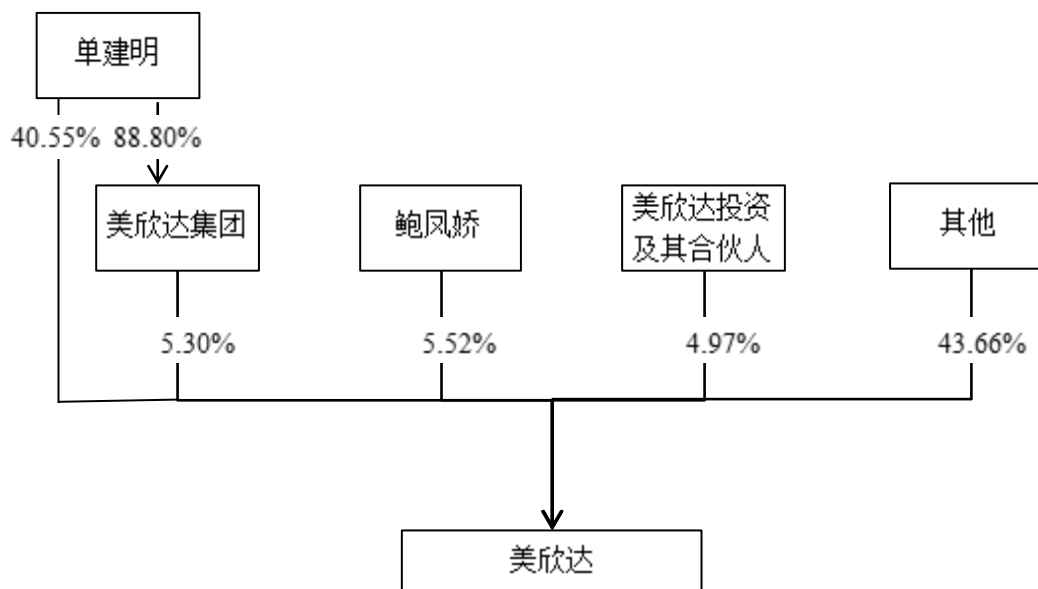 单建明
40.55% 88.80%
美欣达集团
鲍凤娇
美欣达投资
及其合伙人
其他
5.30%
5.52%
4.97%
43.66%
美欣达